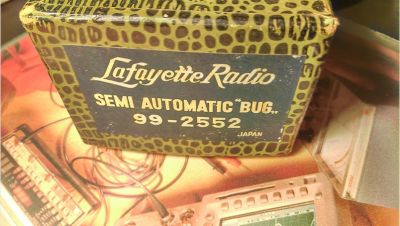 Lafayette Radio
SEMI AUTOMATIC "BUG„
99-2552
JAPAN